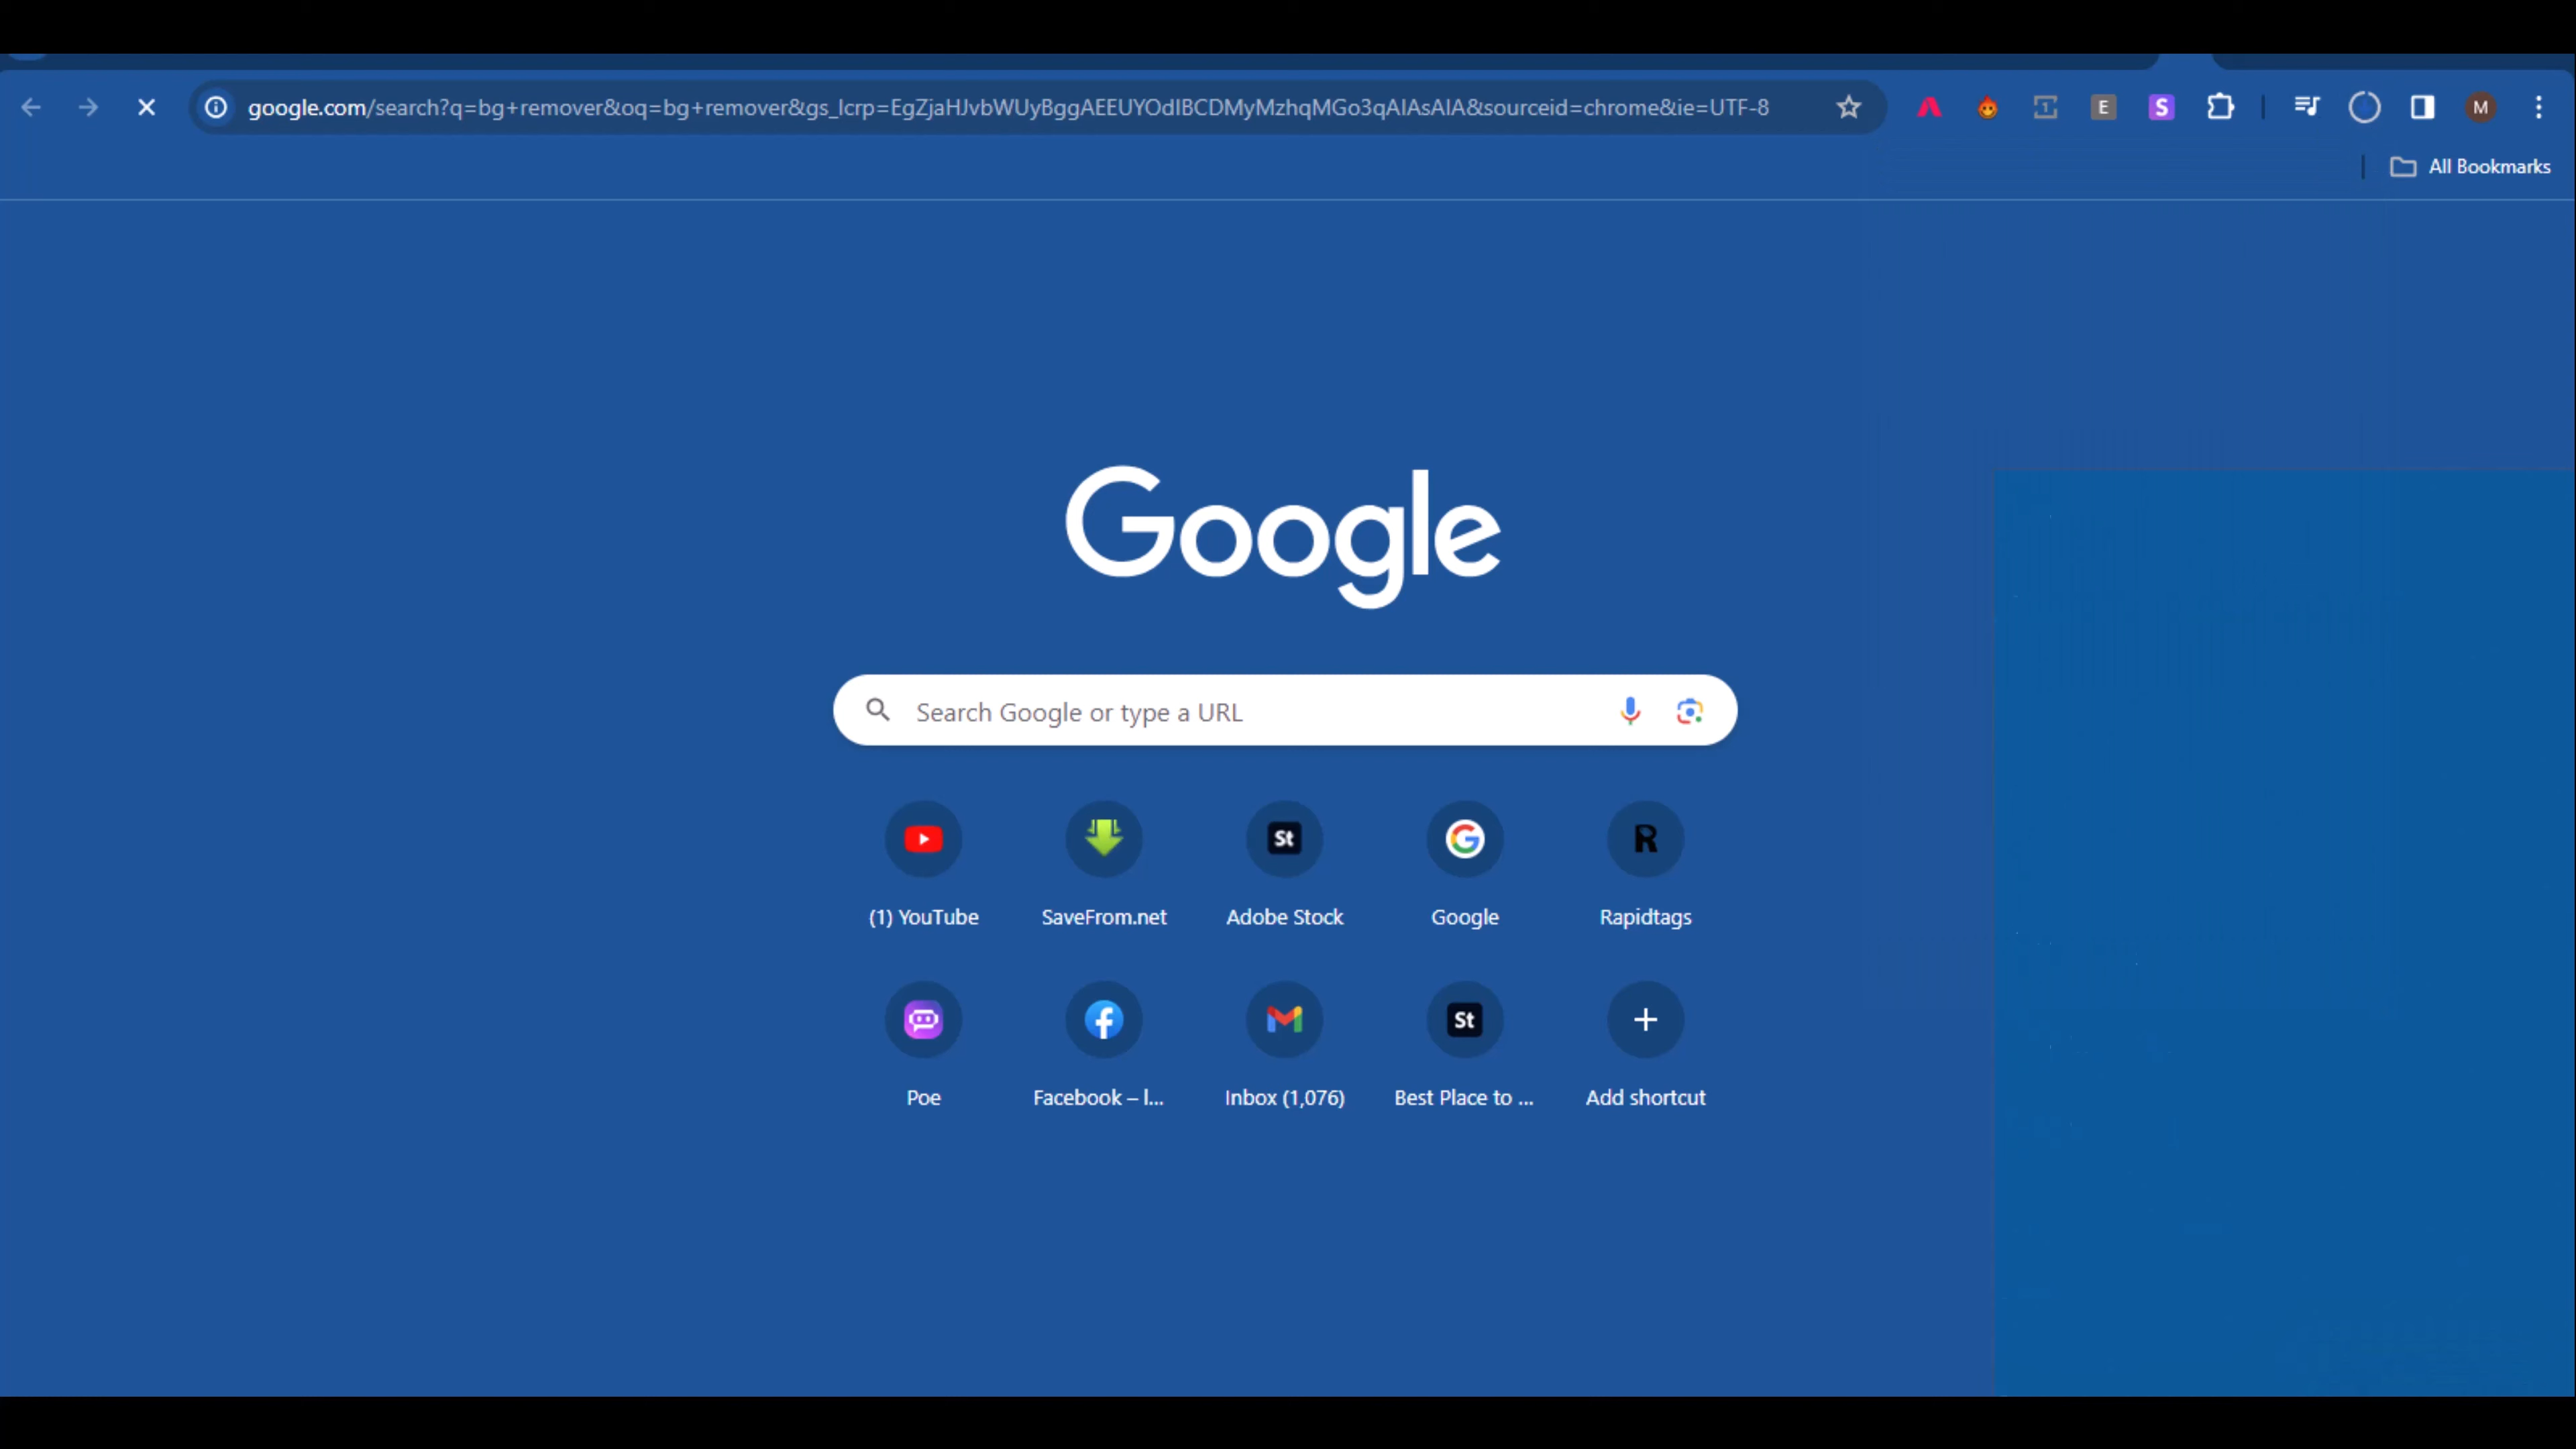 google.com/search?q=bg+remover&oq=bg+remover&gs_lcrp=EgZjaHJvbWUyBggAEEUYOdIBCDMyMzhqMGo3qAIAsAIA&sourceid=chrome&ie=UTF-8
1
E
S
M
All Bookmarks
Google
Search Google or type a URL
St
G
R
(1) YouTube
SaveFrom.net
Adobe Stock
Google
Rapidtags
St
Poe
Facebook – l...
Inbox (1,076)
Best Place to ...
Add shortcut